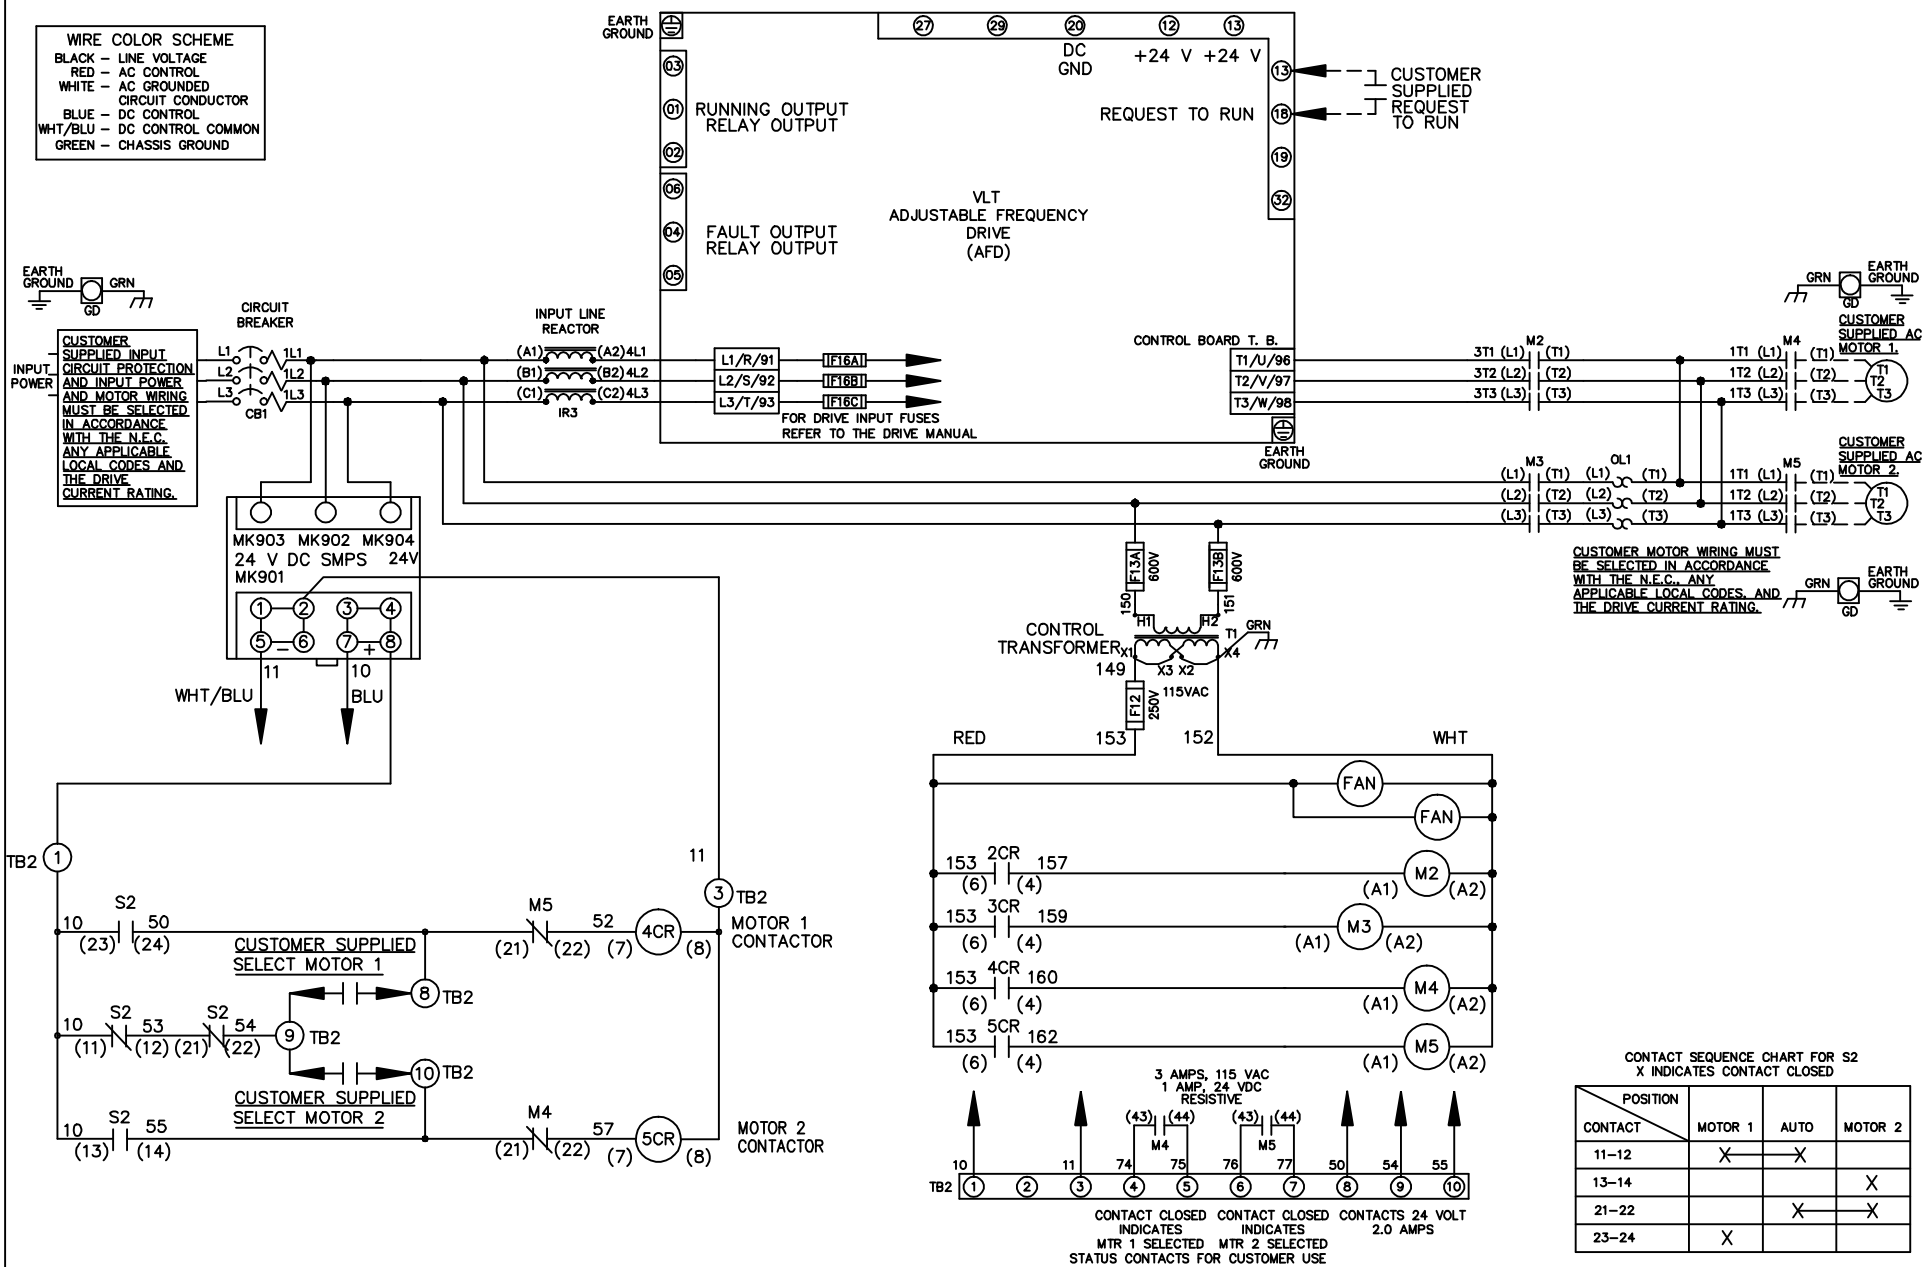 WIRE COLOR SCHEME
BLACK – LINE VOLTAGE
RED – AC CONTROL
WHITE – AC GROUNDED
CIRCUIT CONDUCTOR
BLUE – DC CONTROL
WHT/BLU – DC CONTROL COMMON
GREEN – CHASSIS GROUND
EARTH
GROUND
27 29 20 12 13
DC
GND
+24 V +24 V
03
01
02
RUNNING OUTPUT
RELAY OUTPUT
06
04
05
FAULT OUTPUT
RELAY OUTPUT
13
18
19
32
REQUEST TO RUN
CUSTOMER
SUPPLIED
REQUEST
TO RUN
VLT
ADJUSTABLE FREQUENCY
DRIVE
(AFD)
EARTH
GROUND
GRN
GD
INPUT
POWER
CUSTOMER
SUPPLIED INPUT
CIRCUIT PROTECTION
AND INPUT POWER
AND MOTOR WIRING
MUST BE SELECTED
IN ACCORDANCE
WITH THE N.E.C.
ANY APPLICABLE
LOCAL CODES AND
THE DRIVE
CURRENT RATING.
CIRCUIT
BREAKER
L1 1L1
L2 1L2
L3 1L3
CB1
INPUT LINE
REACTOR
(A1) (A2) 4L1
(B1) (B2) 4L2
(C1) (C2) 4L3
IR3
L1/R/91 F16A
L2/S/92 F16B
L3/T/93 F16C
FOR DRIVE INPUT FUSES
REFER TO THE DRIVE MANUAL
CONTROL BOARD T. B.
T1/U/96
T2/V/97
T3/W/98
EARTH
GROUND
M2
3T1 (L1) (T1)
3T2 (L2) (T2)
3T3 (L3) (T3)
M4
1T1 (L1) (T1)
1T2 (L2) (T2)
1T3 (L3) (T3)
T1
T2
T3
GRN
GD
EARTH
GROUND
CUSTOMER
SUPPLIED AC
MOTOR 1.
M3 OL1
(L1) (T1) (L1) (T1)
(L2) (T2) (L2) (T2)
(L3) (T3) (L3) (T3)
M5
1T1 (L1) (T1)
1T2 (L2) (T2)
1T3 (L3) (T3)
T1
T2
T3
CUSTOMER
SUPPLIED AC
MOTOR 2.
CUSTOMER MOTOR WIRING MUST
BE SELECTED IN ACCORDANCE
WITH THE N.E.C., ANY
APPLICABLE LOCAL CODES, AND
THE DRIVE CURRENT RATING.
GRN
GD
EARTH
GROUND
MK903 MK902 MK904
24 V DC SMPS 24V
MK901
1 2 3 4
5 – 6 7 + 8
11 10
WHT/BLU BLU
F13A 600V
F13B 600V
150 151
H1 H2
CONTROL
TRANSFORMER
T1 GRN
X1 X3 X2 X4
149
115VAC
F12 250V
153 152
RED WHT
FAN
FAN
153 2CR 157
(6) (4) (A1) M2 (A2)
153 3CR 159
(6) (4) (A1) M3 (A2)
153 4CR 160
(6) (4) (A1) M4 (A2)
153 5CR 162
(6) (4) (A1) M5 (A2)
TB2 1
11
3 TB2
10 S2 50
(23) (24)
M5 52
(21) (22) (7) 4CR (8)
MOTOR 1
CONTACTOR
CUSTOMER SUPPLIED
SELECT MOTOR 1
8 TB2
10 S2 53 S2 54
(11) (12) (21) (22)
9 TB2
10 TB2
CUSTOMER SUPPLIED
SELECT MOTOR 2
10 S2 55
(13) (14)
M4 57
(21) (22) (7) 5CR (8)
MOTOR 2
CONTACTOR
3 AMPS, 115 VAC
1 AMP, 24 VDC
RESISTIVE
(43) (44) (43) (44)
M4 M5
10 11 74 75 76 77 50 54 55
TB2 1 2 3 4 5 6 7 8 9 10
CONTACT CLOSED
INDICATES
MTR 1 SELECTED
CONTACT CLOSED
INDICATES
MTR 2 SELECTED
CONTACTS 24 VOLT
2.0 AMPS
STATUS CONTACTS FOR CUSTOMER USE
CONTACT SEQUENCE CHART FOR S2
X INDICATES CONTACT CLOSED
POSITION
CONTACT MOTOR 1 AUTO MOTOR 2
11–12 X X
13–14 X
21–22 X X
23–24 X